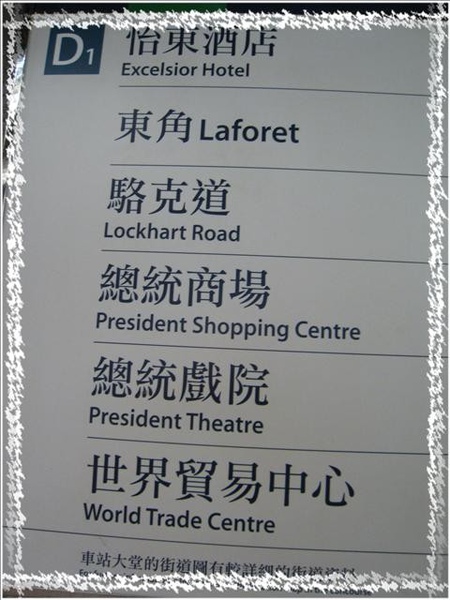 D1
怡東酒店
Excelsior Hotel
東角 Laforet
駱克道
Lockhart Road
總統商場
President Shopping Centre
總統戲院
President Theatre
世界貿易中心
World Trade Centre
車站大堂的街道圖有較詳細的街道資料